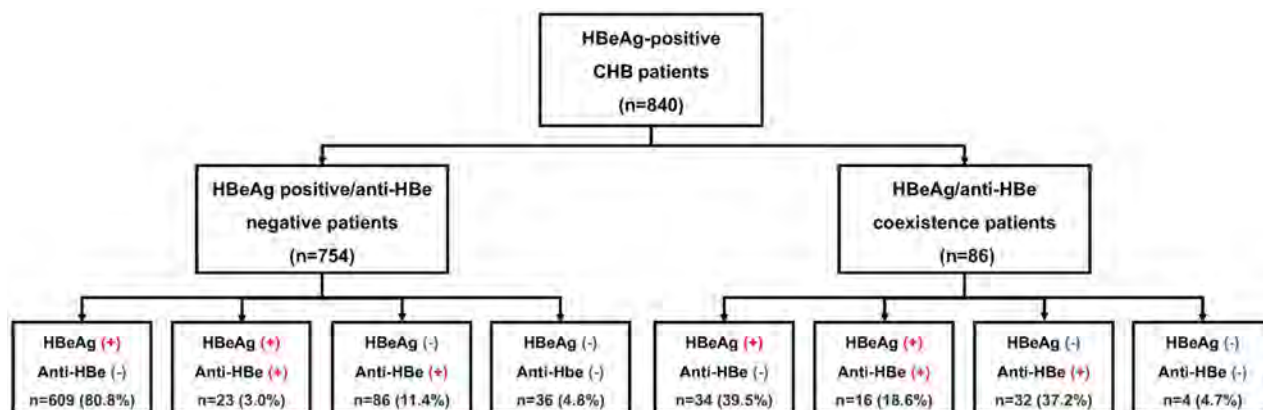 HBeAg-positive
CHB patients
(n=840)
HBeAg positive/anti-HBe
negative patients
(n=754)
HBeAg/anti-HBe
coexistence patients
(n=86)
HBeAg (+)
Anti-HBe (-)
n=609 (80.8%)
HBeAg (+)
Anti-HBe (+)
n=23 (3.0%)
HBeAg (-)
Anti-HBe (+)
n=86 (11.4%)
HBeAg (-)
Anti-Hbe (-)
n=36 (4.8%)
HBeAg (+)
Anti-HBe (-)
n=34 (39.5%)
HBeAg (+)
Anti-HBe (+)
n=16 (18.6%)
HBeAg (-)
Anti-HBe (+)
n=32 (37.2%)
HBeAg (-)
Anti-HBe (-)
n=4 (4.7%)